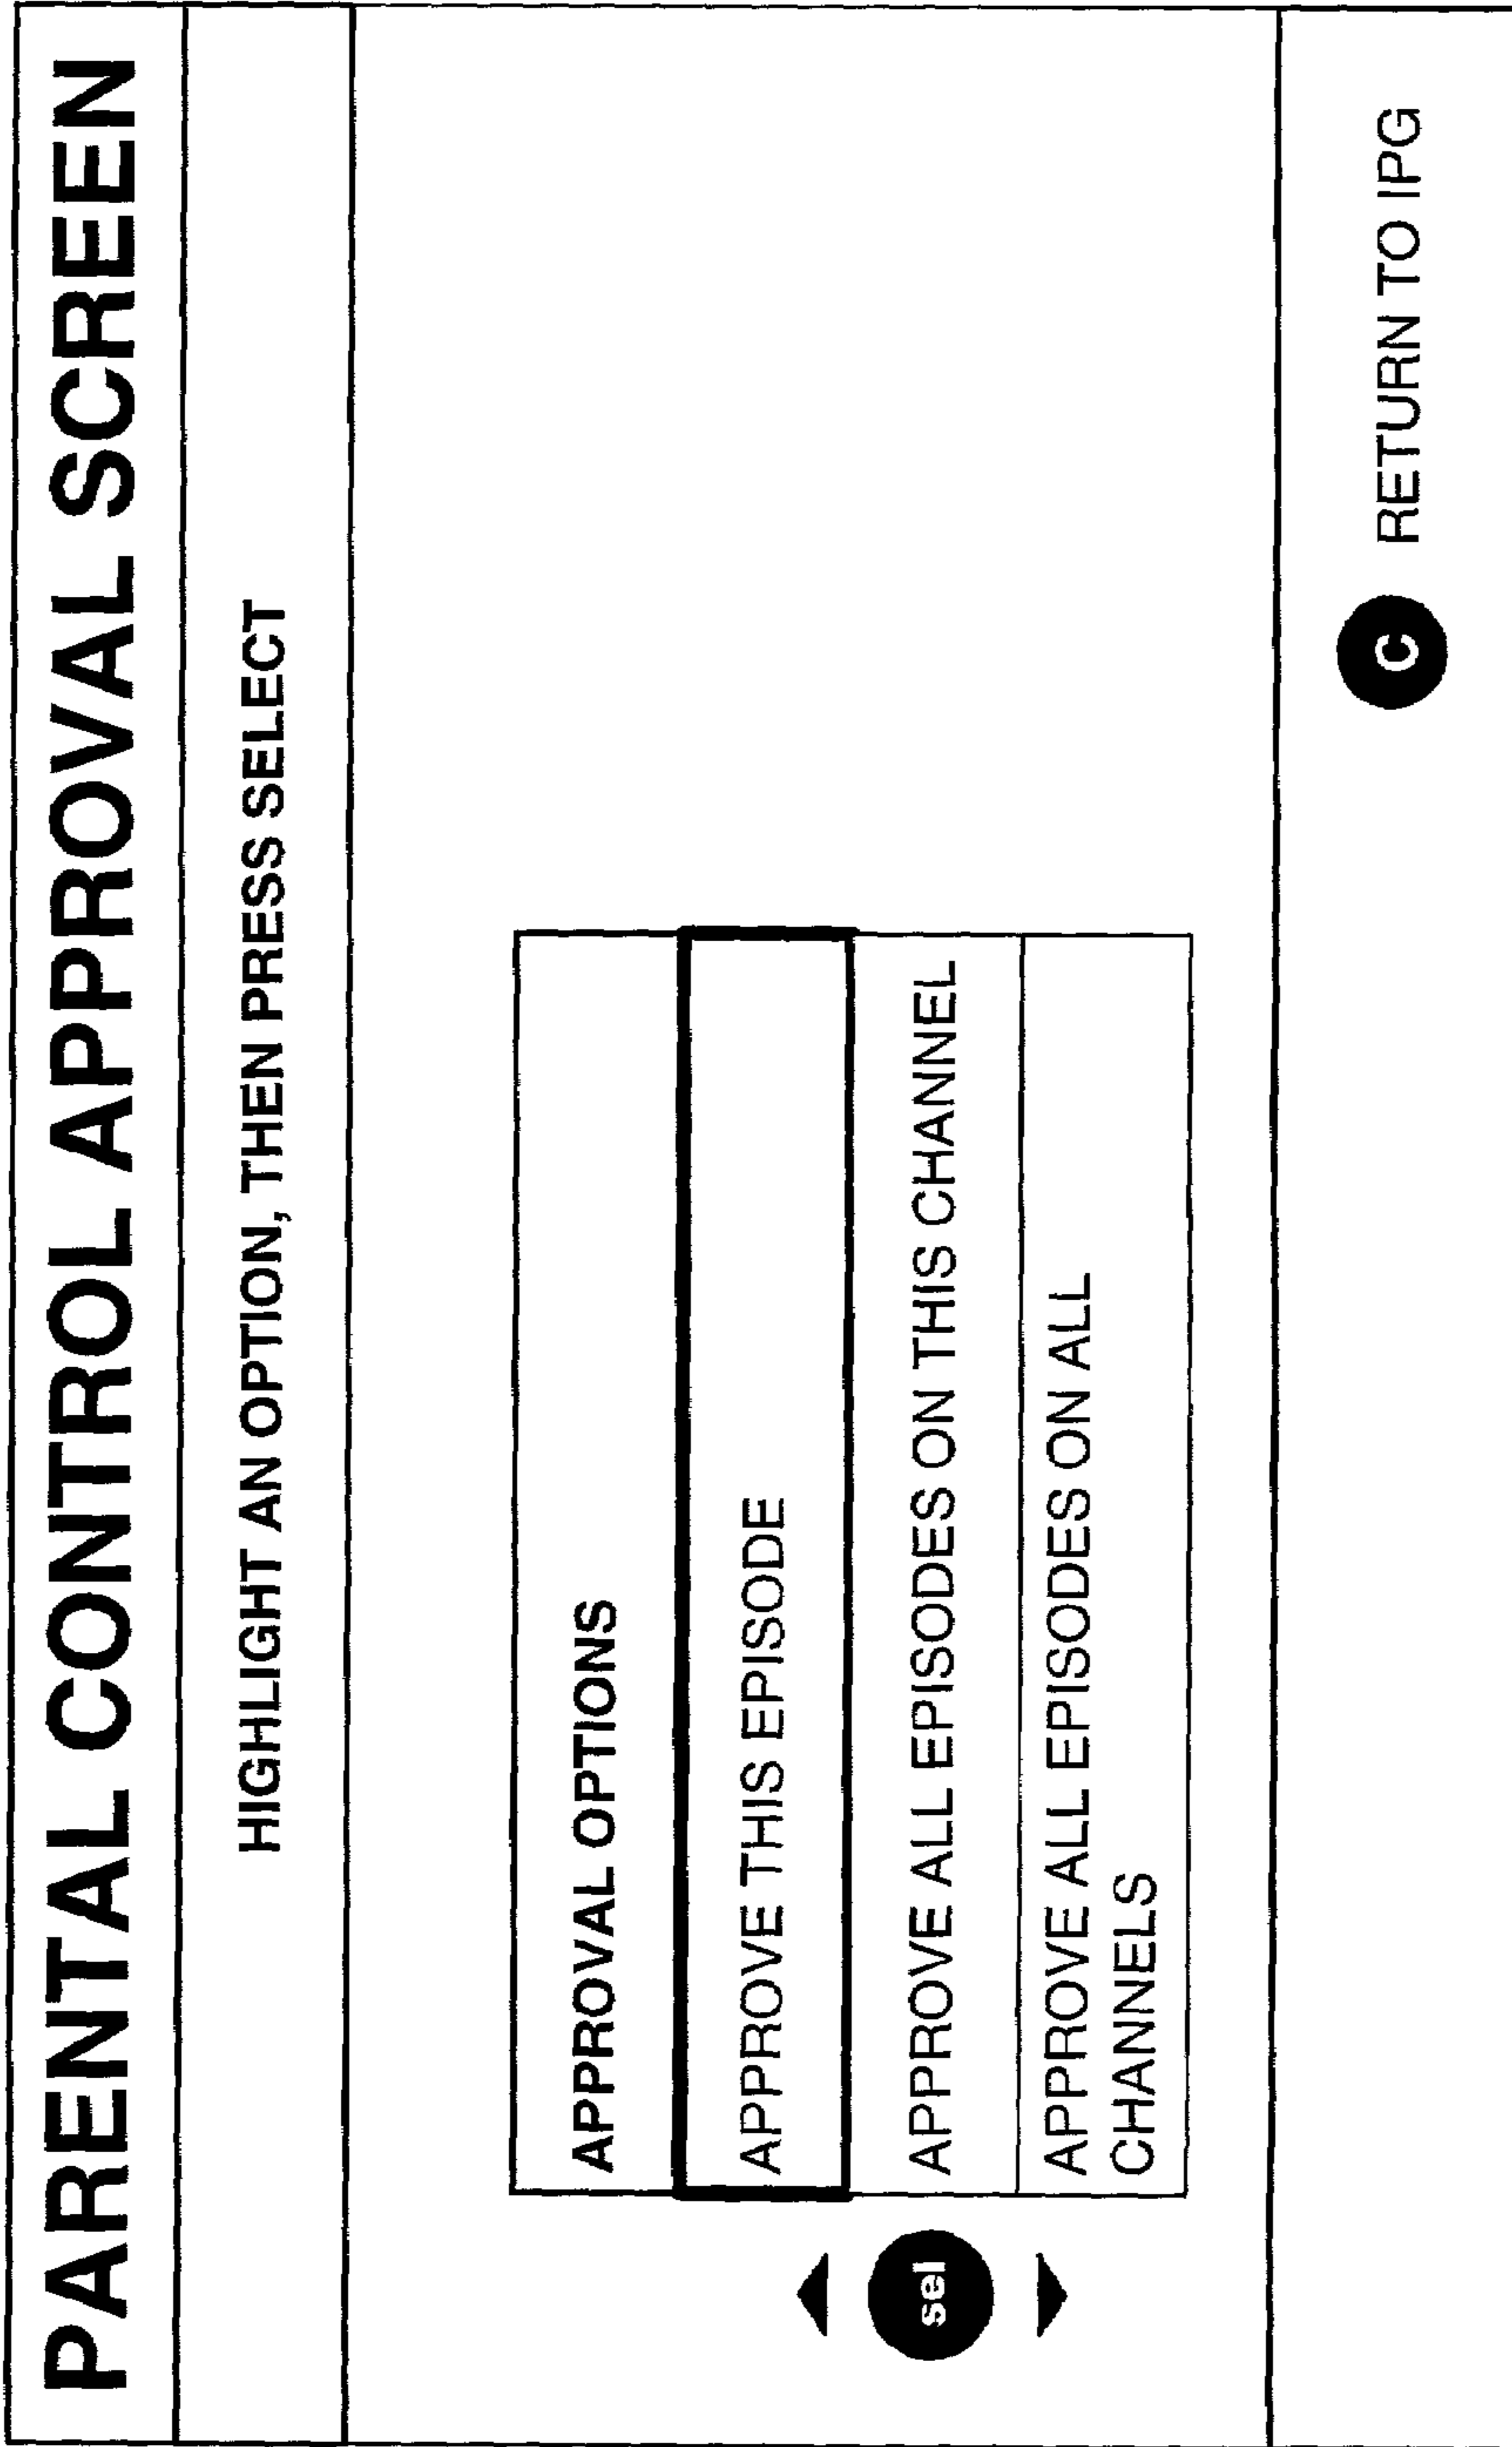 PARENTAL CONTROL APPROVAL SCREEN
HIGHLIGHT AN OPTION, THEN PRESS SELECT
APPROVAL OPTIONS
APPROVE THIS EPISODE
sel
APPROVE ALL EPISODES ON THIS CHANNEL
APPROVE ALL EPISODES ON ALL
CHANNELS
C RETURN TO IPG